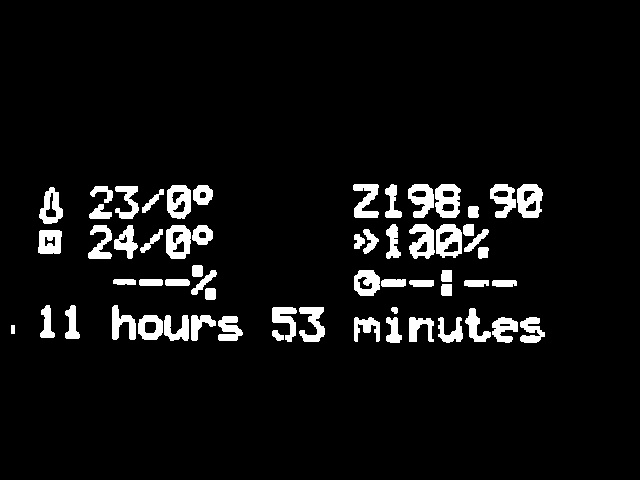 23/0° Z198.90
24/0° »100%
---% --:--
11 hours 53 minutes